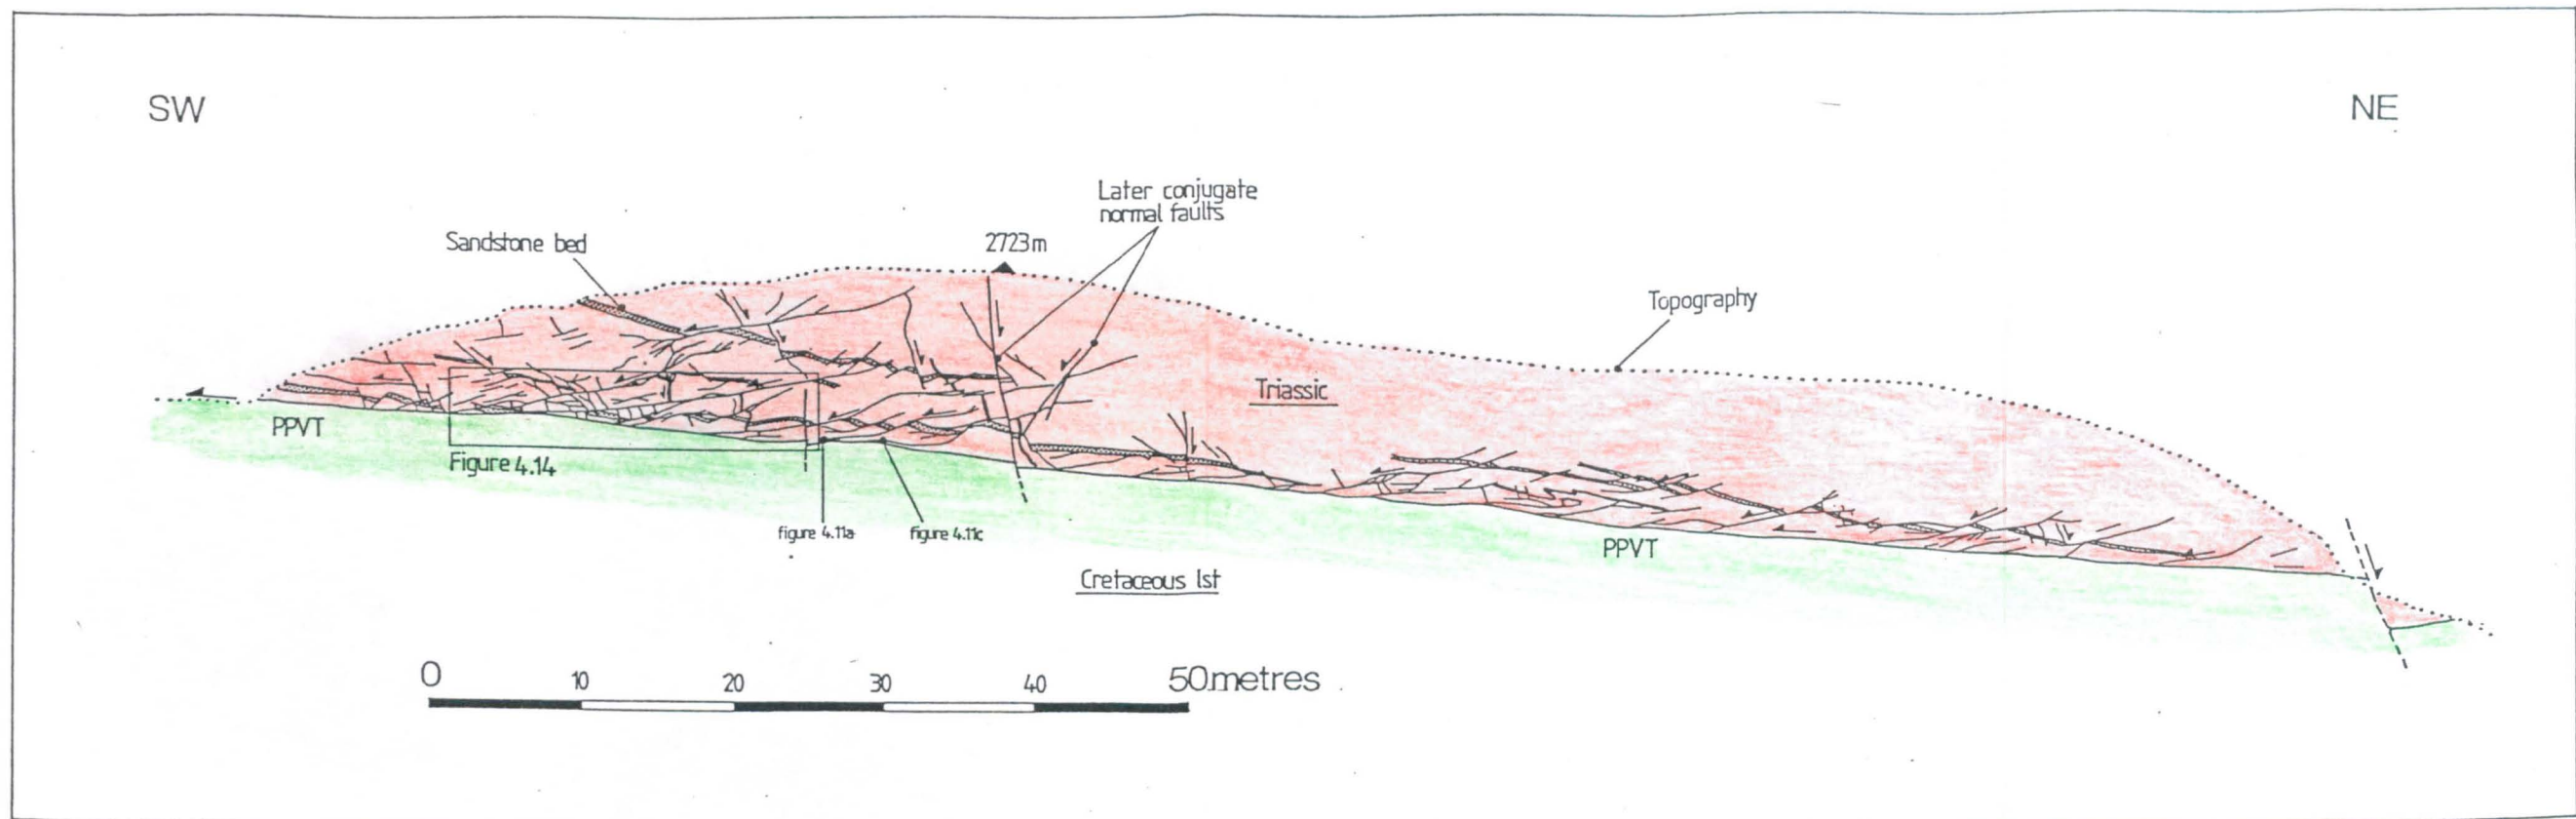 SW
NE
Later conjugate
normal faults
Sandstone bed
2723m
Topography
Triassic
PPVT
Figure 4.14
figure 4.11a
figure 4.11c
PPVT
Cretaceous lst
0 10 20 30 40 50metres